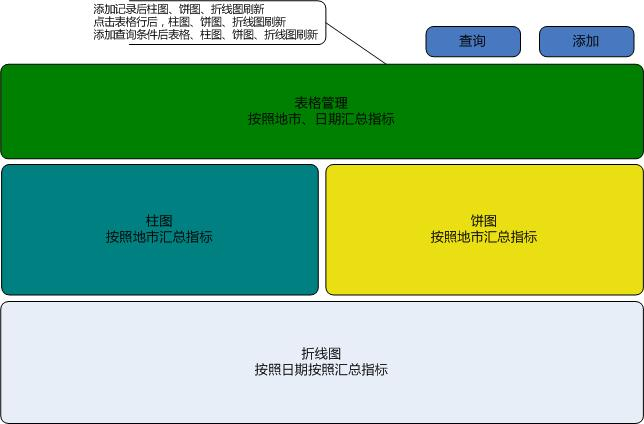 添加记录后柱图、饼图、折线图刷新
点击表格行后，柱图、饼图、折线图刷新
添加查询条件后表格、柱图、饼图、折线图刷新
查询
添加
表格管理
按照地市、日期汇总指标
柱图
按照地市汇总指标
饼图
按照地市汇总指标
折线图
按照日期按照汇总指标